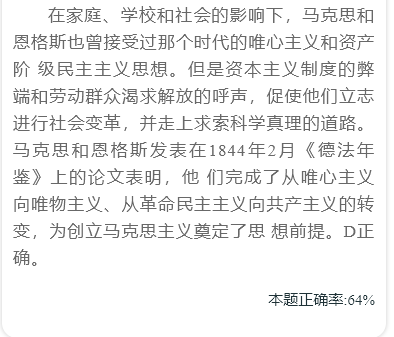 在家庭、学校和社会的影响下，马克思和
恩格斯也曾接受过那个时代的唯心主义和资产
阶 级民主主义思想。但是资本主义制度的弊
端和劳动群众渴求解放的呼声，促使他们立志
进行社会变革，并走上求索科学真理的道路。
马克思和恩格斯发表在1844年2月《德法年
鉴》上的论文表明，他 们完成了从唯心主义
向唯物主义、从革命民主主义向共产主义的转
变，为创立马克思主义奠定了思 想前提。D正
确。
本题正确率:64%